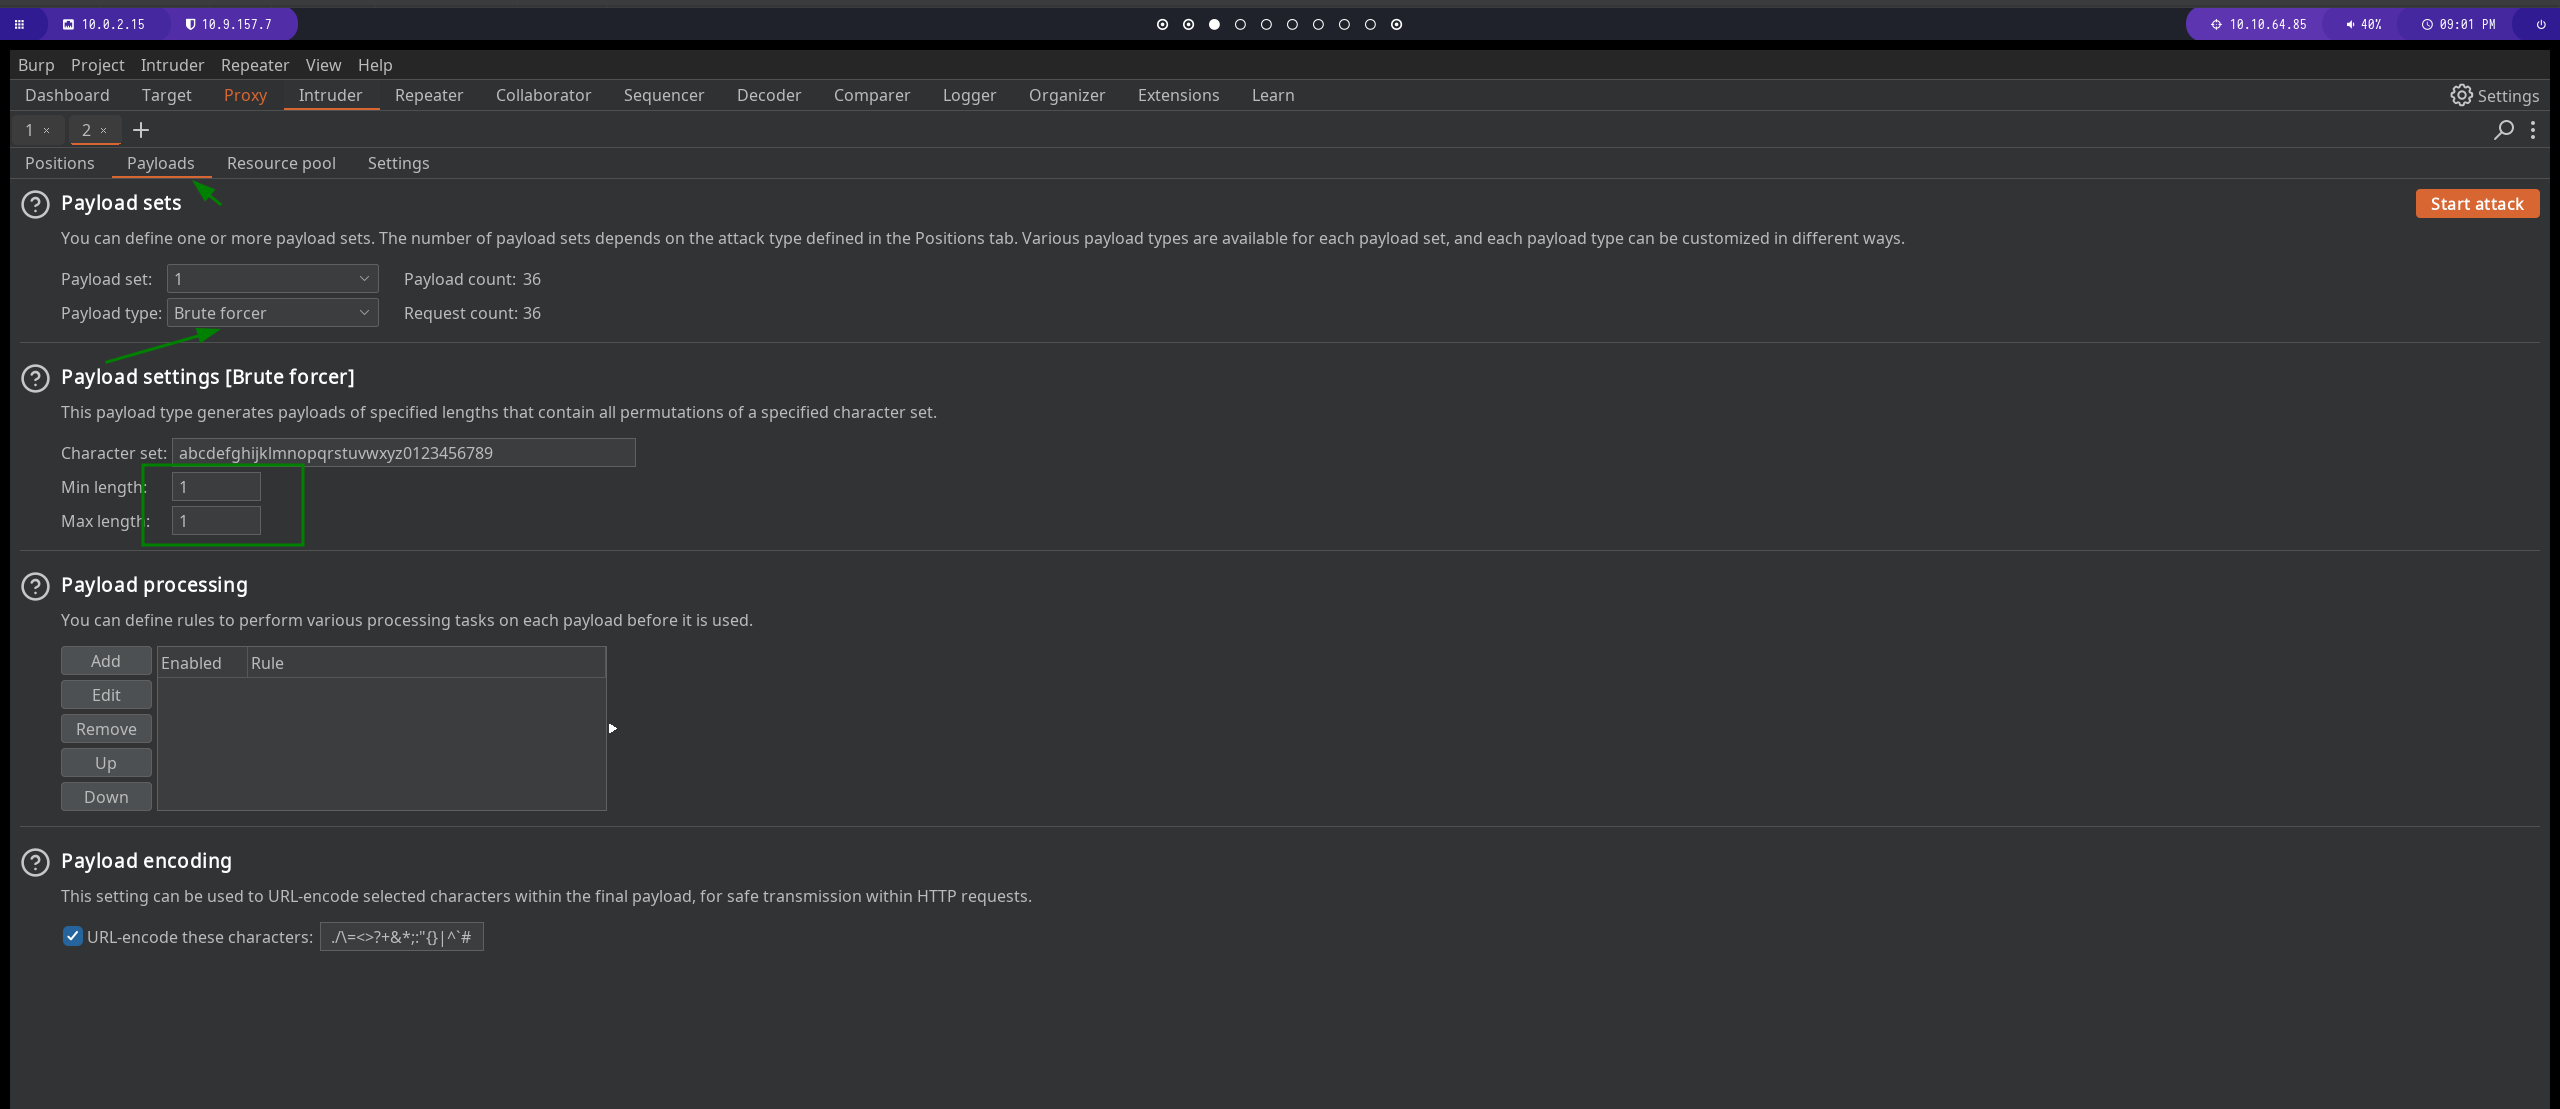 10.0.2.15 10.9.157.7 10.10.64.85 40% 09:01 PM
Burp Project Intruder Repeater View Help
Dashboard Target Proxy Intruder Repeater Collaborator Sequencer Decoder Comparer Logger Organizer Extensions Learn Settings
1 × 2 × +
Positions Payloads Resource pool Settings
Payload sets
Start attack
You can define one or more payload sets. The number of payload sets depends on the attack type defined in the Positions tab. Various payload types are available for each payload set, and each payload type can be customized in different ways.
Payload set: 1 Payload count: 36
Payload type: Brute forcer Request count: 36
Payload settings [Brute forcer]
This payload type generates payloads of specified lengths that contain all permutations of a specified character set.
Character set: abcdefghijklmnopqrstuvwxyz0123456789
Min length: 1
Max length: 1
Payload processing
You can define rules to perform various processing tasks on each payload before it is used.
Add Enabled Rule
Edit
Remove
Up
Down
Payload encoding
This setting can be used to URL-encode selected characters within the final payload, for safe transmission within HTTP requests.
URL-encode these characters: ./\=<>?+&*;:"{}|^`#